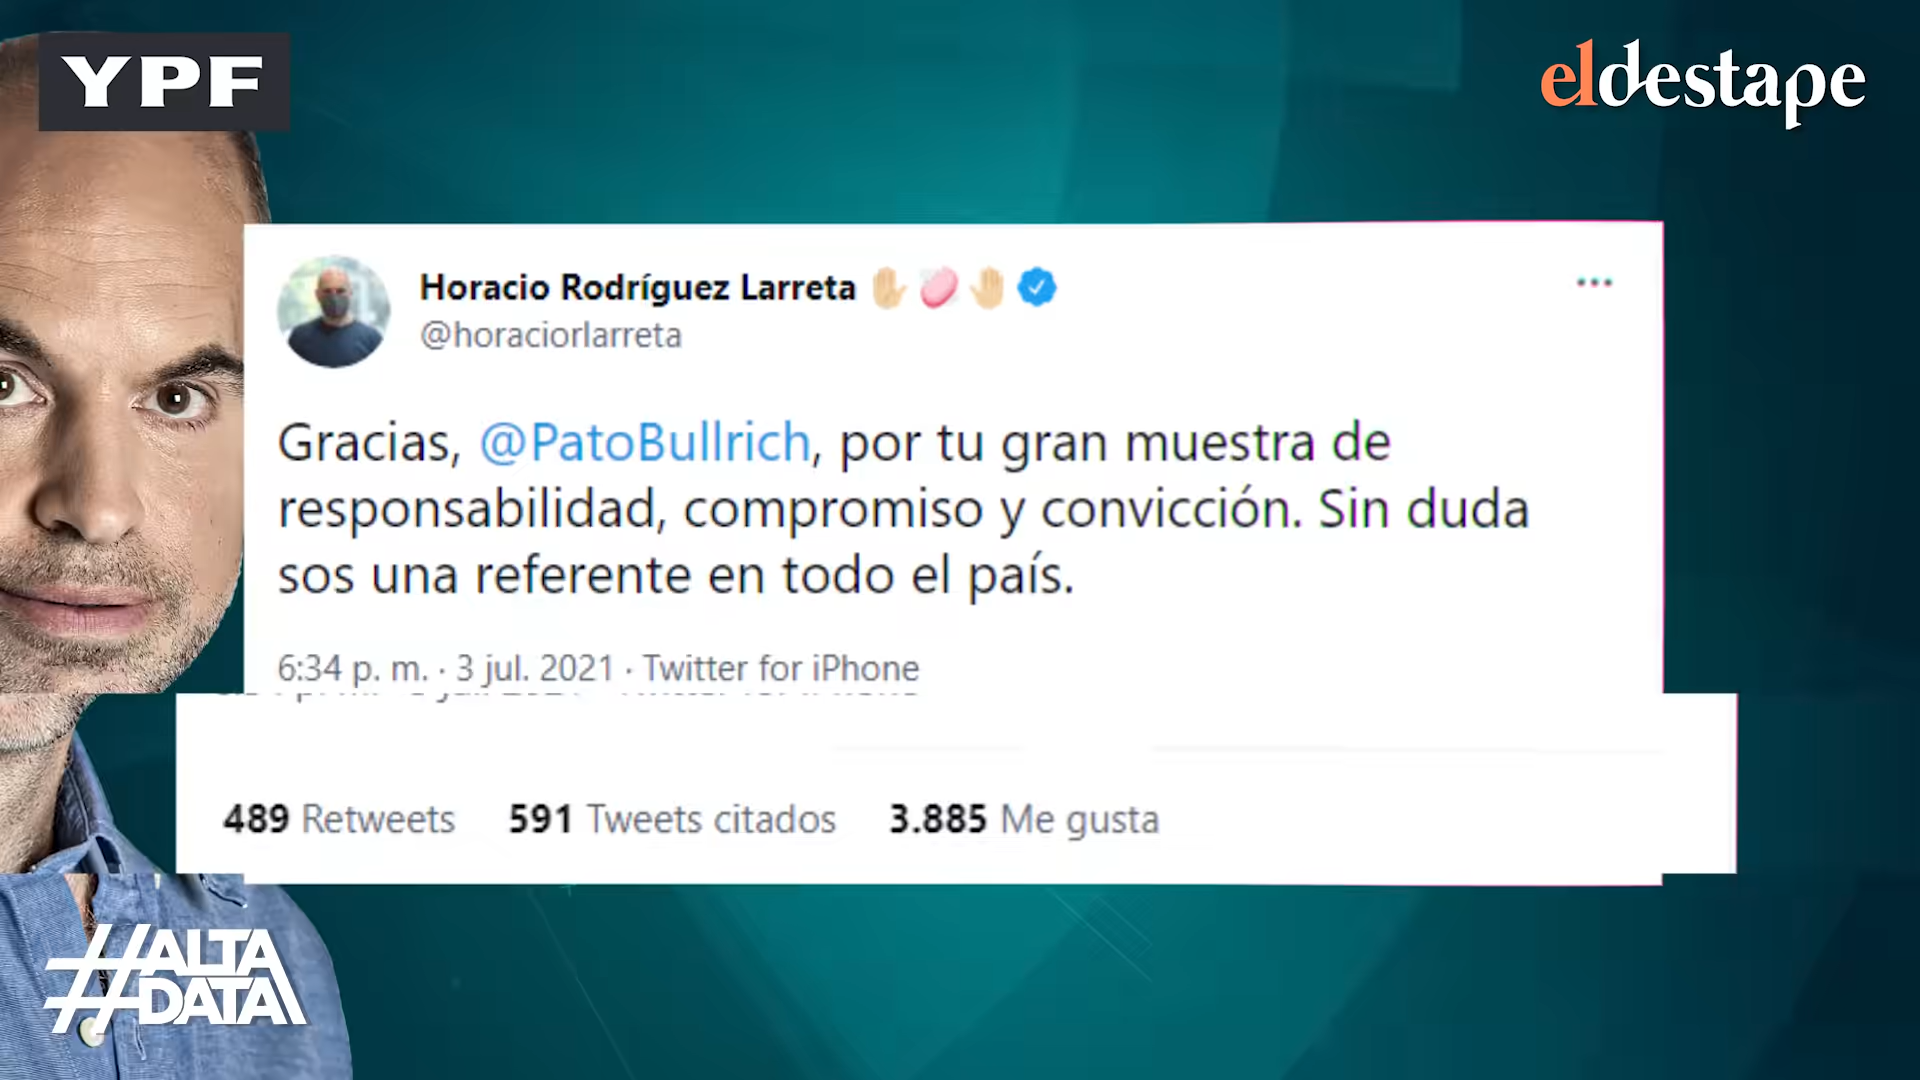 YPF
eldestape
Horacio Rodríguez Larreta
@horaciorlarreta
Gracias, @PatoBullrich, por tu gran muestra de
responsabilidad, compromiso y convicción. Sin duda
sos una referente en todo el país.
6:34 p. m. · 3 jul. 2021 · Twitter for iPhone
489 Retweets 591 Tweets citados 3.885 Me gusta
#ALTA
DATA